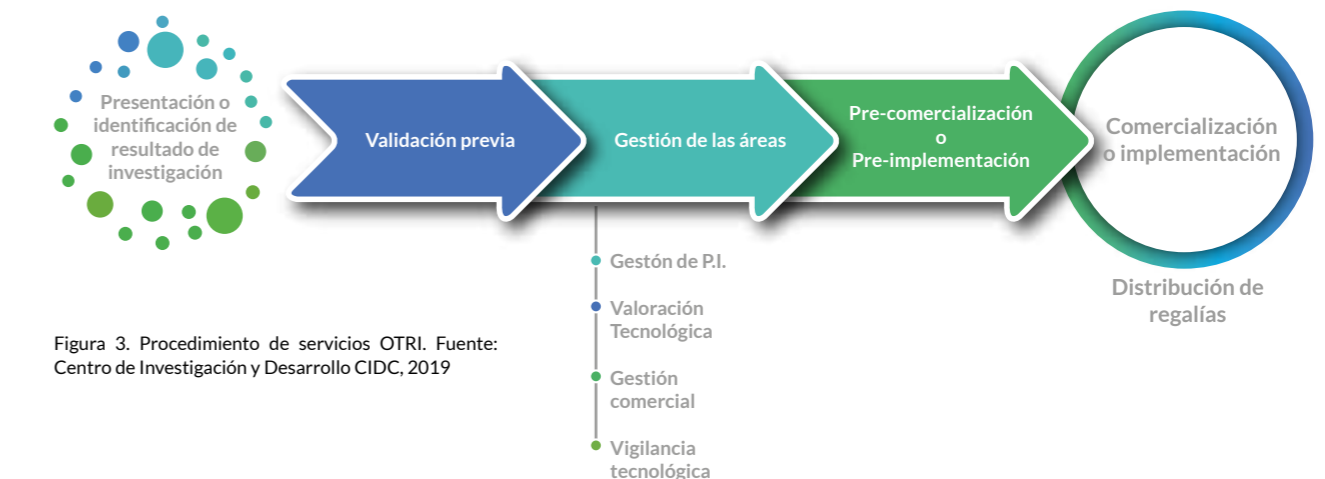 Presentación o
identificación de
resultado de
investigación
Validación previa
Gestión de las áreas
Pre-comercialización
o
Pre-implementación
Comercialización
o implementación
Distribución de
regalías
Gestón de P.I.
Valoración
Tecnológica
Gestión
comercial
Vigilancia
tecnológica
Figura 3. Procedimiento de servicios OTRI. Fuente:
Centro de Investigación y Desarrollo CIDC, 2019